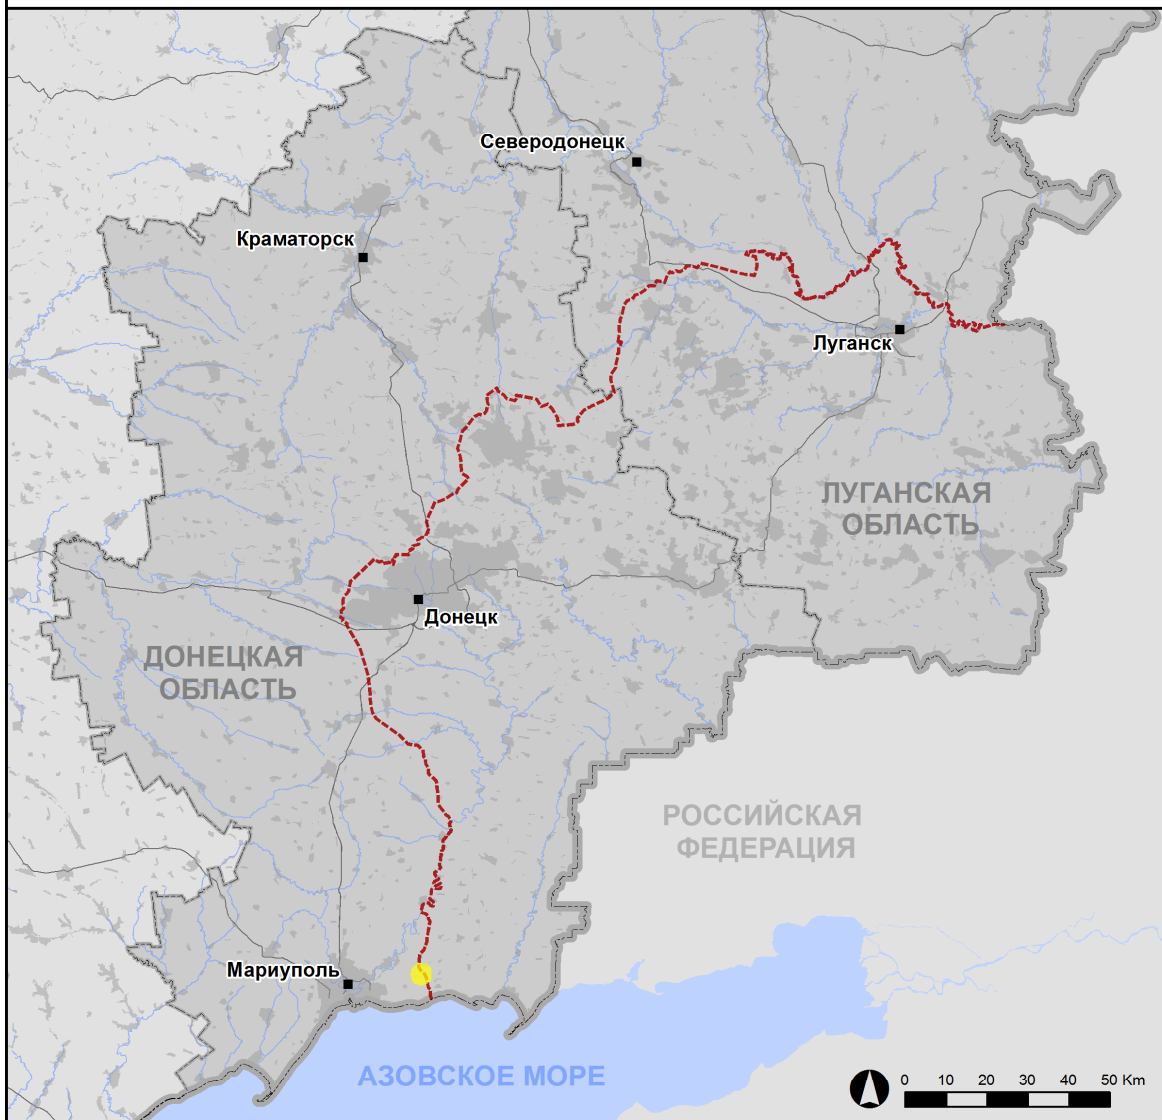 Северодонецк
Краматорск
Луганск
ЛУГАНСКАЯ
ОБЛАСТЬ
Донецк
ДОНЕЦКАЯ
ОБЛАСТЬ
РОССИЙСКАЯ
ФЕДЕРАЦИЯ
Мариуполь
АЗОВСКОЕ МОРЕ
0 10 20 30 40 50 Km